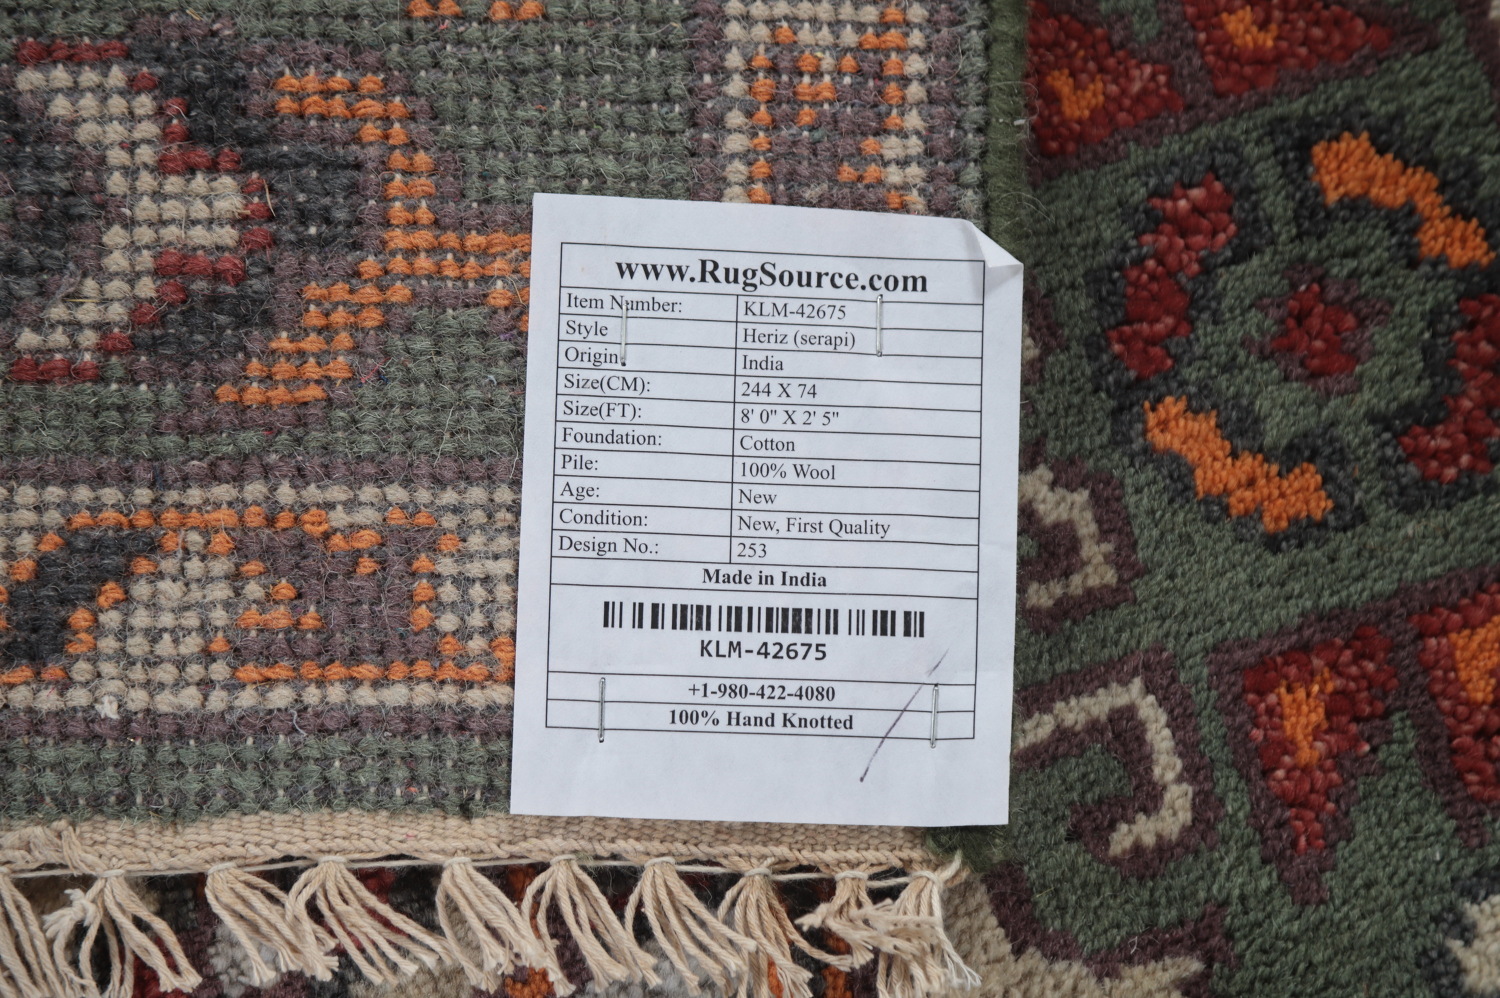 www.RugSource.com
Item Number: KLM-42675
Style Heriz (serapi)
Origin India
Size(CM): 244 X 74
Size(FT): 8' 0" X 2' 5"
Foundation: Cotton
Pile: 100% Wool
Age: New
Condition: New, First Quality
Design No.: 253
Made in India
KLM-42675
+1-980-422-4080
100% Hand Knotted